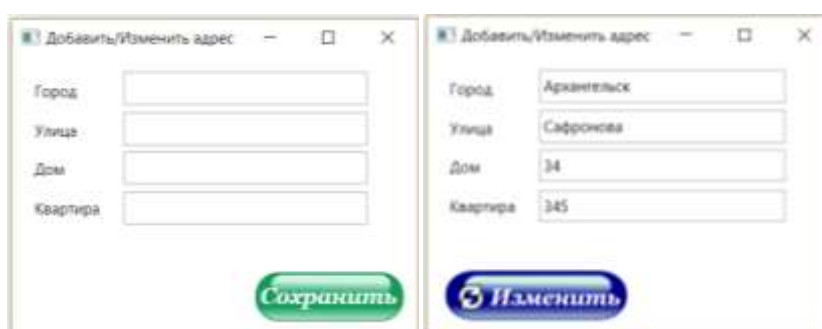 Добавить/Изменить адрес
Город
Улица
Дом
Квартира
Сохранить
Добавить/Изменить адрес
Город Архангельск
Улица Сафронова
Дом 34
Квартира 345
Изменить